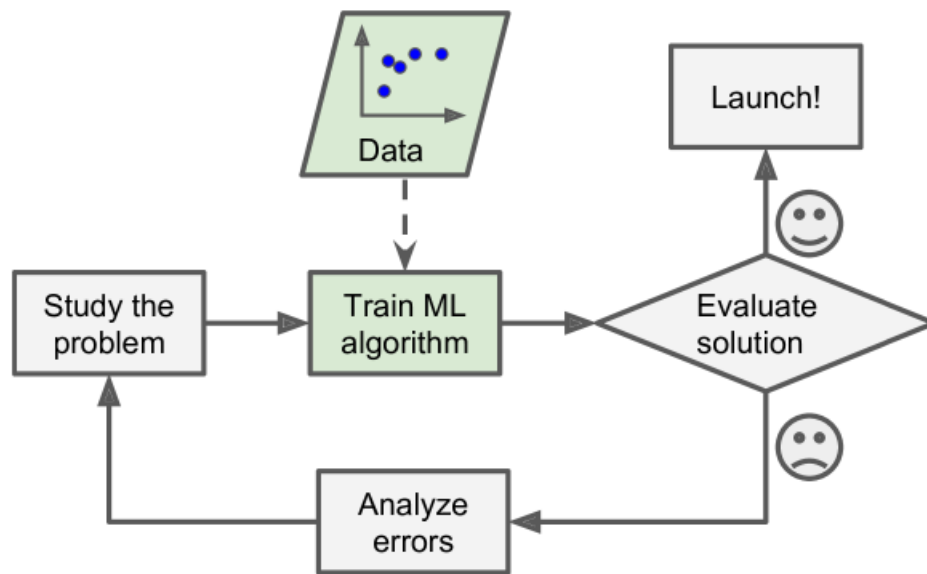 Data
Launch!
Study the
problem
Train ML
algorithm
Evaluate
solution
Analyze
errors